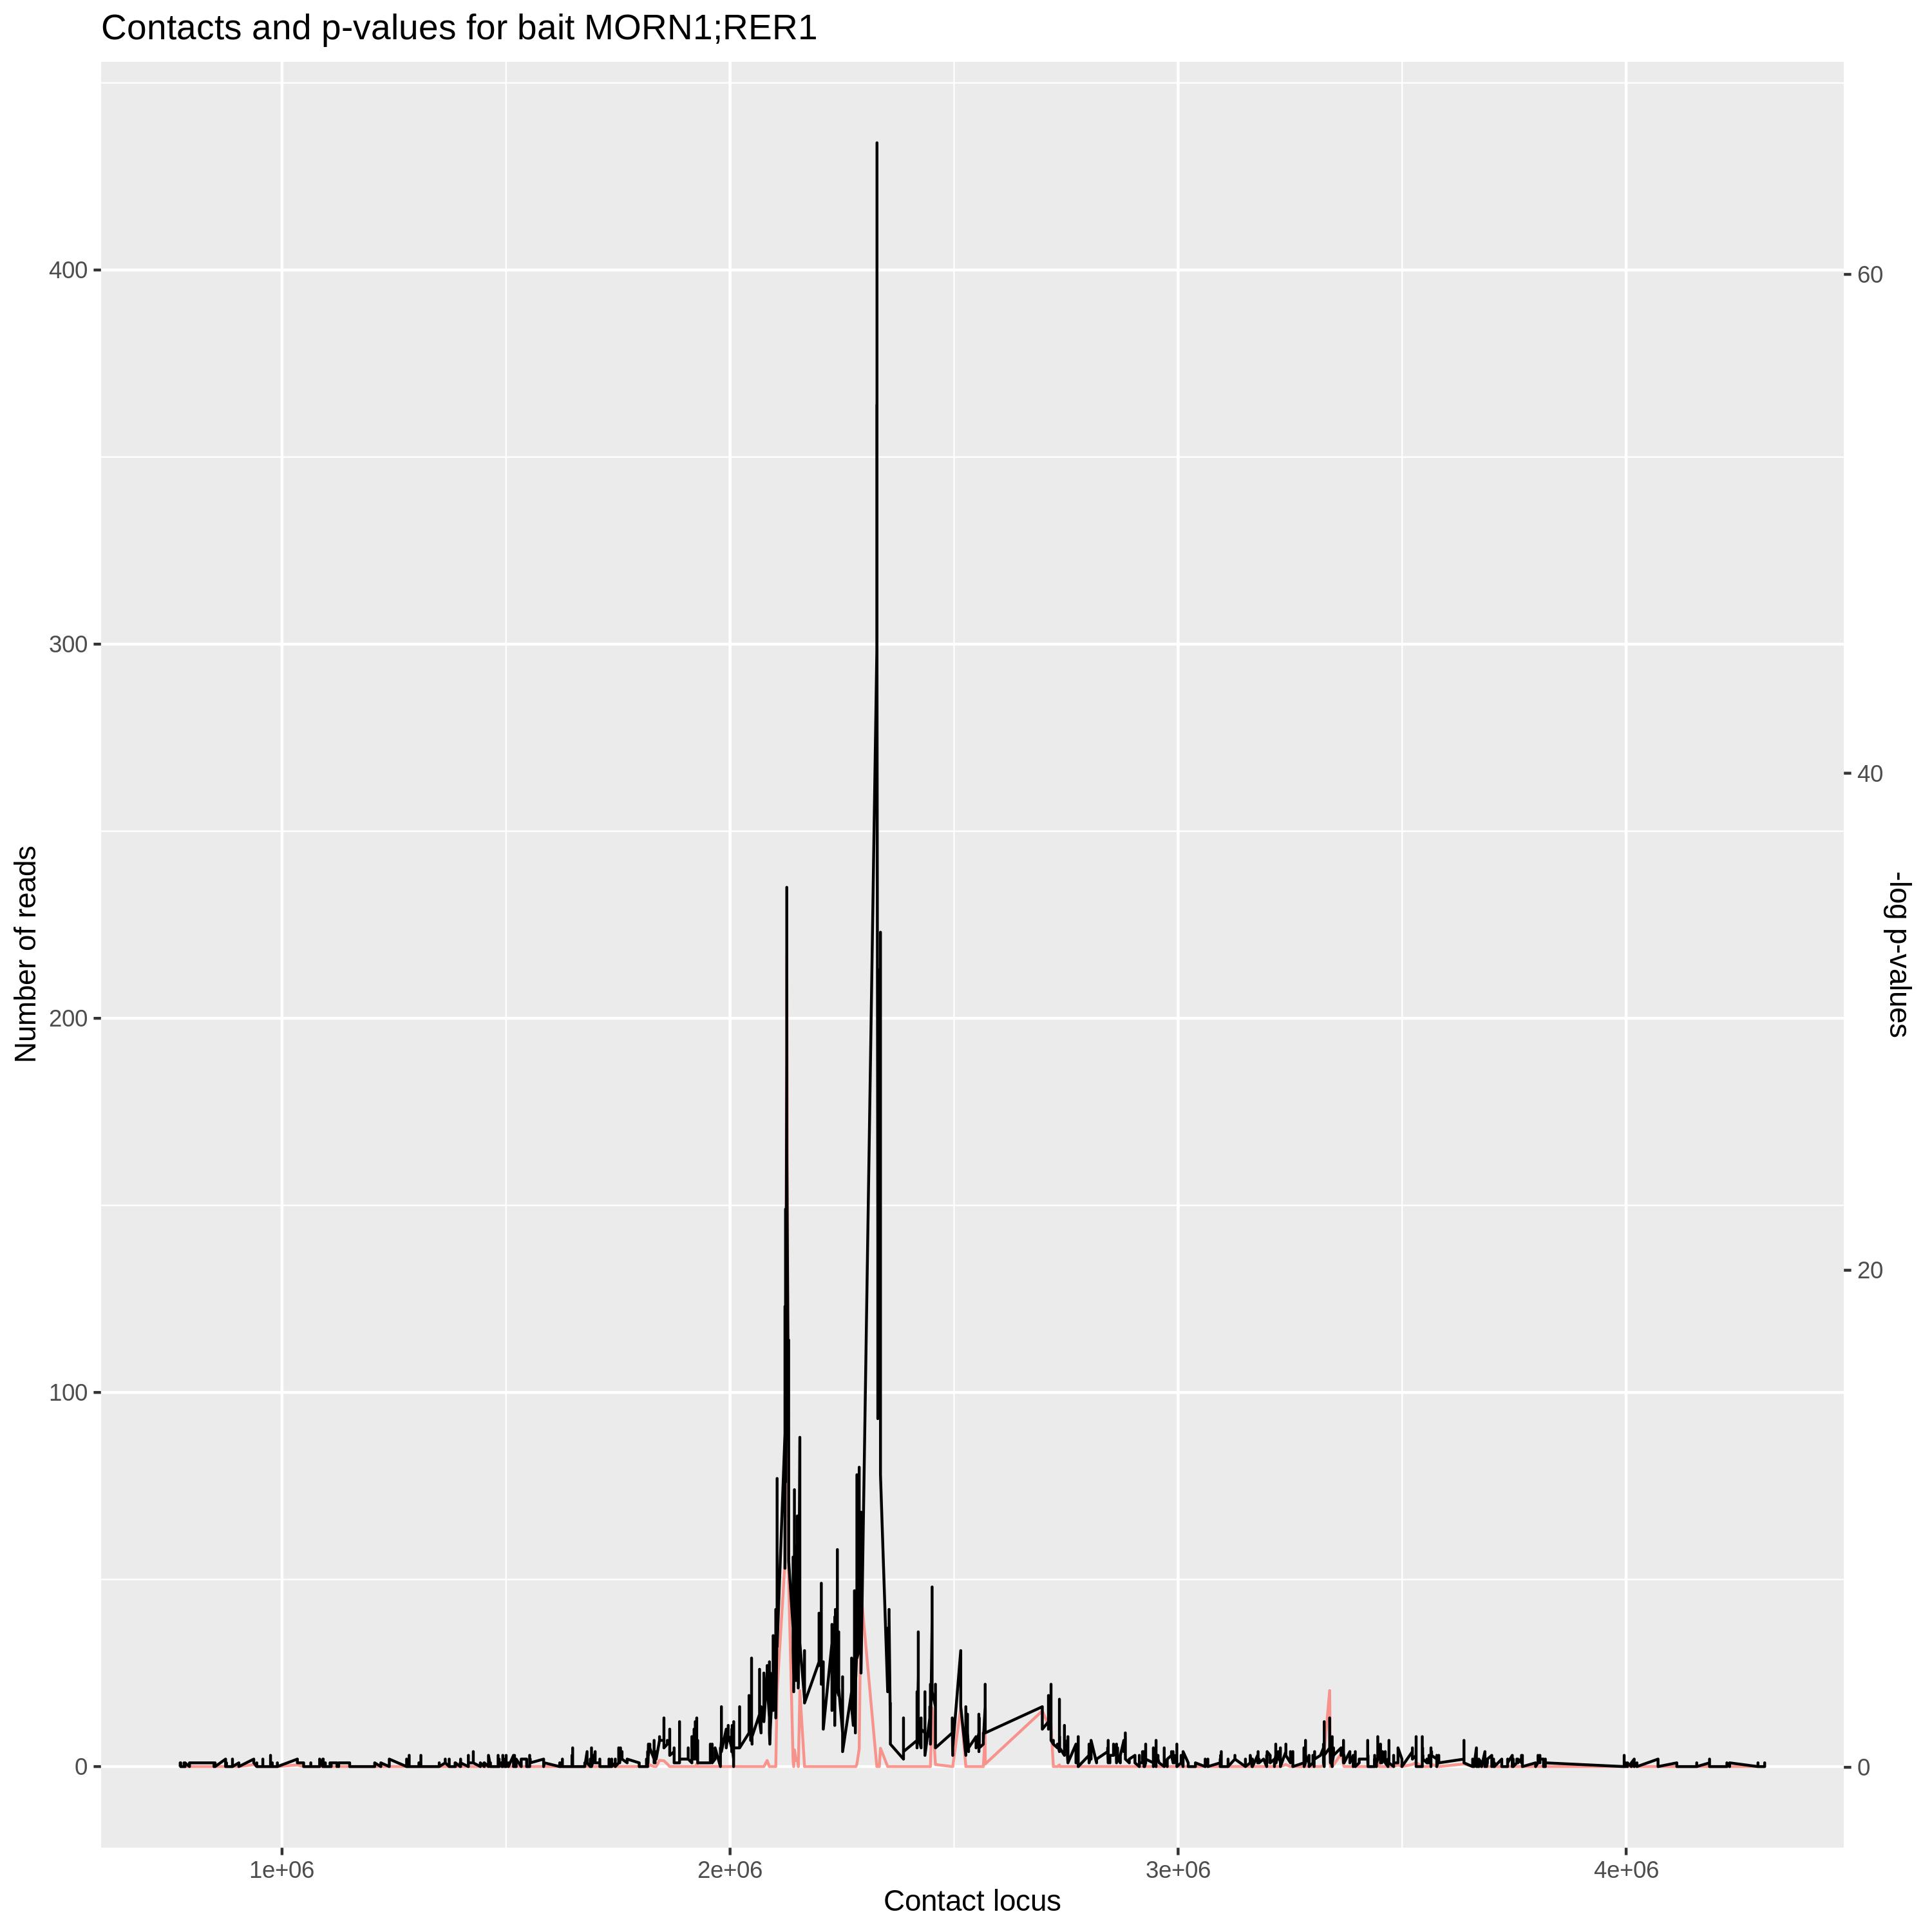 Contacts and p-values for bait MORN1;RER1
400
300
200
100
0
Number of reads
60
40
20
0
-log p-values
1e+06
2e+06
3e+06
4e+06
Contact locus